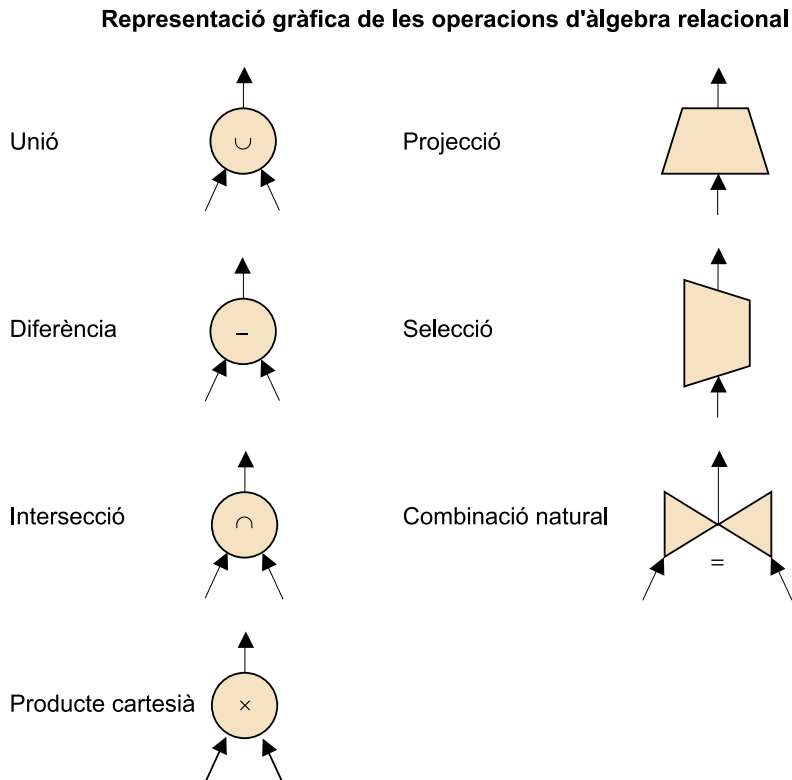 Representació gràfica de les operacions d'àlgebra relacional
Unió
∪
Projecció
Diferència
–
Selecció
Intersecció
∩
Combinació natural
=
Producte cartesià
×